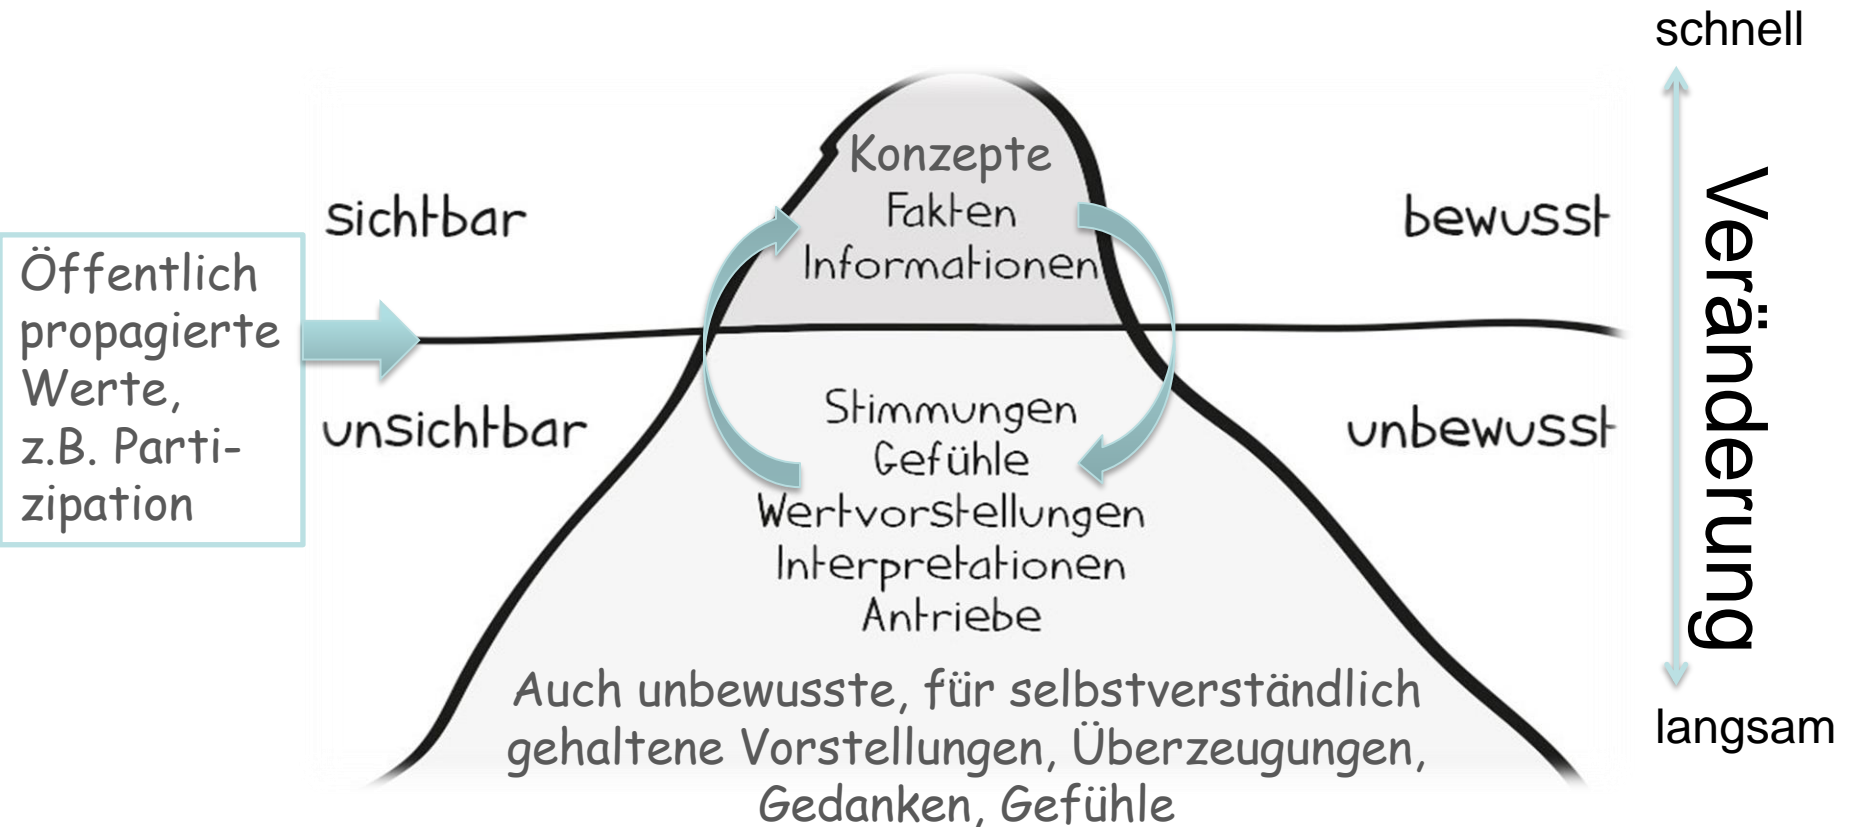 schnell
Konzepte
Fakten
Informationen
sichtbar
bewusst
Öffentlich
propagierte
Werte,
z.B. Parti-
zipation
Veränderung
unsichtbar
Stimmungen
Gefühle
Wertvorstellungen
Interpretationen
Antriebe
unbewusst
Auch unbewusste, für selbstverständlich
gehaltene Vorstellungen, Überzeugungen,
Gedanken, Gefühle
langsam